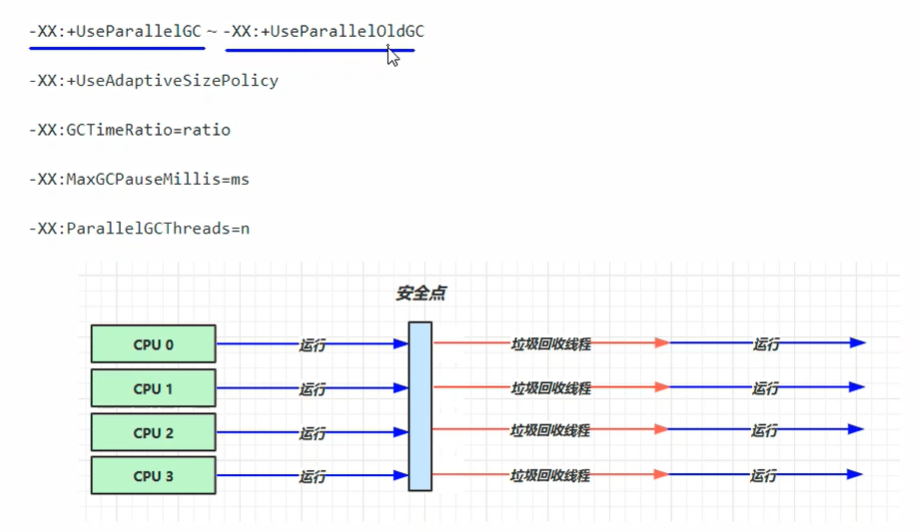 -XX:+UseParallelGC ~ -XX:+UseParallelOldGC
-XX:+UseAdaptiveSizePolicy
-XX:GCTimeRatio=ratio
-XX:MaxGCPauseMillis=ms
-XX:ParallelGCThreads=n
安全点
CPU 0 运行 垃圾回收线程 运行
CPU 1 运行 垃圾回收线程 运行
CPU 2 运行 垃圾回收线程 运行
CPU 3 运行 垃圾回收线程 运行